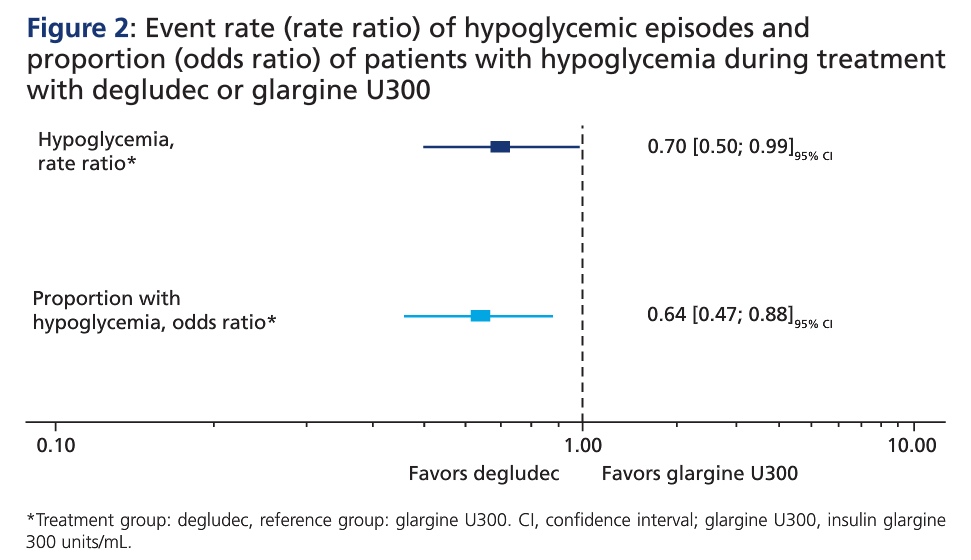 Figure 2: Event rate (rate ratio) of hypoglycemic episodes and
proportion (odds ratio) of patients with hypoglycemia during treatment
with degludec or glargine U300
Hypoglycemia,
rate ratio*
0.70 [0.50; 0.99]95% CI
Proportion with
hypoglycemia, odds ratio*
0.64 [0.47; 0.88]95% CI
0.10
1.00
10.00
Favors degludec
Favors glargine U300
*Treatment group: degludec, reference group: glargine U300. CI, confidence interval; glargine U300, insulin glargine
300 units/mL.